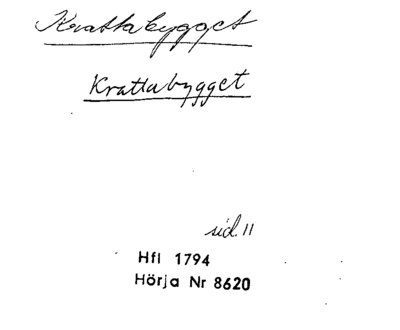 Krattabygget
Krattabygget
sid. 11
Hfl 1794
Hörja Nr 8620